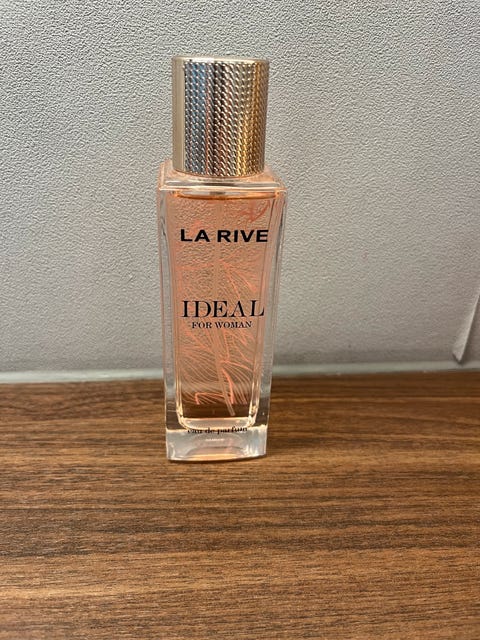 LA RIVE
IDEAL
FOR WOMAN
eau de parfum